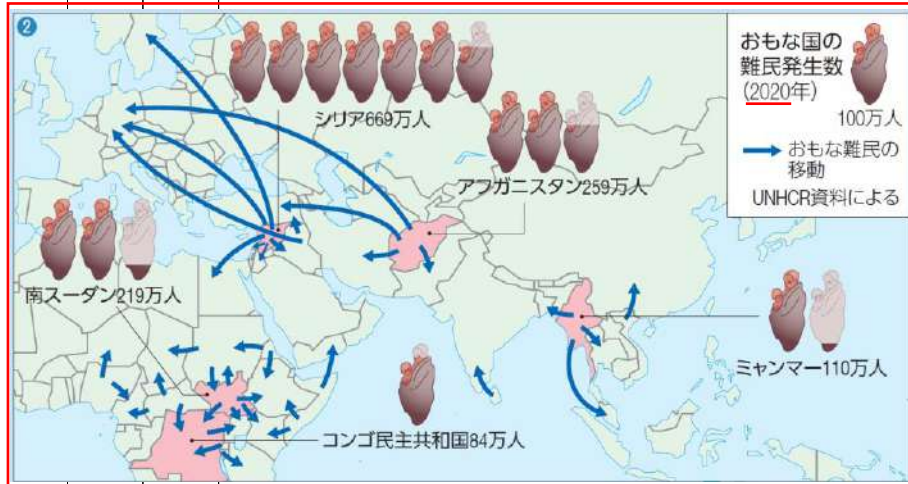 ❷
おもな国の
難民発生数
(2020年)
100万人
おもな難民の
移動
UNHCR資料による
シリア669万人
アフガニスタン259万人
南スーダン219万人
ミャンマー110万人
コンゴ民主共和国84万人